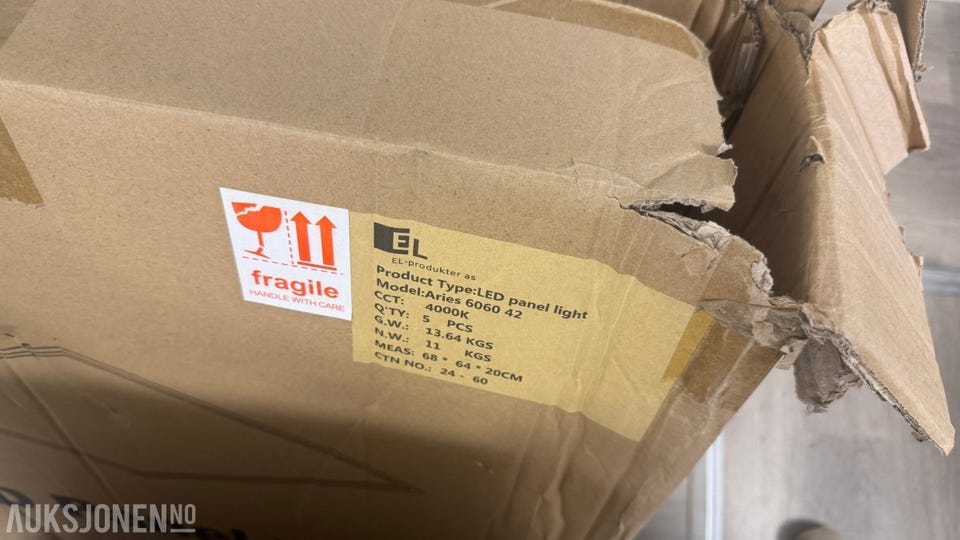 fragile
HANDLE WITH CARE
EL
EL-produkter as
Product Type:LED panel light
Model:Aries 6060 42
CCT: 4000K
Q'TY: 5 PCS
G.W.: 13.64 KGS
N.W.: 11 KGS
MEAS: 68 * 64 * 20CM
CTN NO.: 24 - 60
AUKSJONEN.NO